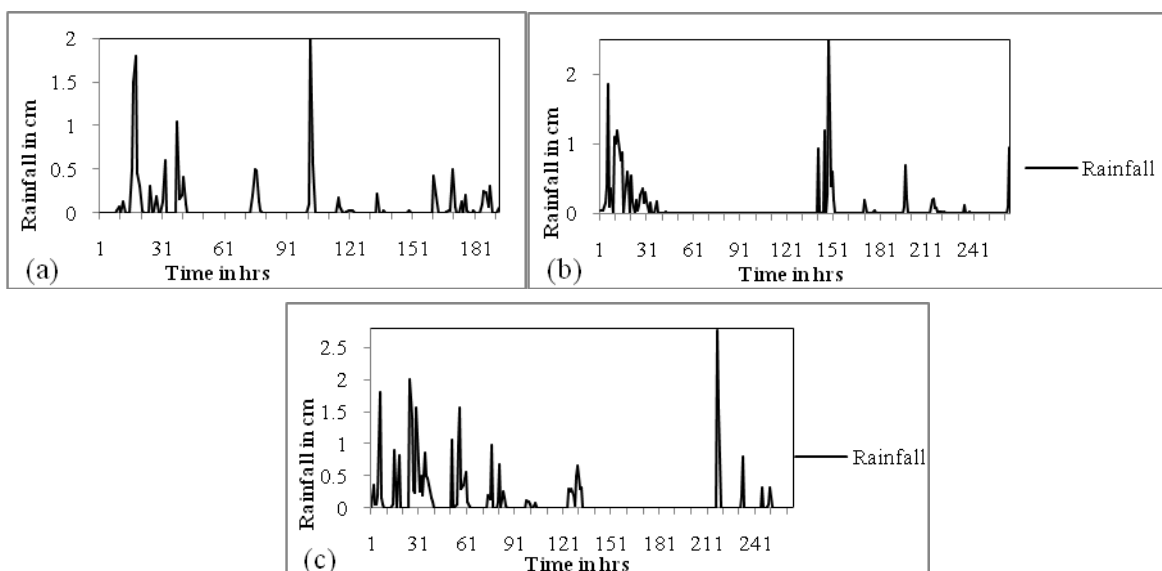 2
1.5
1
0.5
0
Rainfall in cm
1 31 61 91 121 151 181
Time in hrs
(a)
2
1
0
Rainfall in cm
1 31 61 91 121 151 181 211 241
Time in hrs
(b)
Rainfall
2.5
2
1.5
1
0.5
0
Rainfall in cm
1 31 61 91 121 151 181 211 241
Time in hrs
(c)
Rainfall